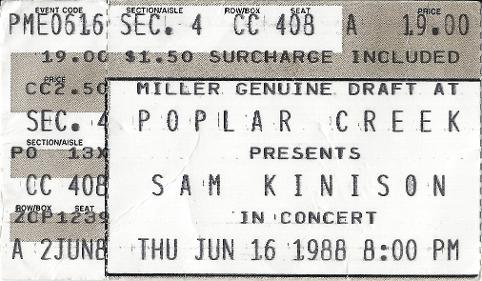 EVENT CODE SECTION/AISLE ROW/BOX SEAT PRICE
PME0616 SEC. 4 CC 408 A 19.00
19.00 $1.50 SURCHARGE INCLUDED
PRICE
CC2.50 MILLER GENUINE DRAFT AT
SEC. 4 POPLAR CREEK
SECTION/AISLE
PO 13X PRESENTS
CC 408 SAM KINISON
ROW/BOX SEAT
ZCP1239 IN CONCERT
A 2JUN8 THU JUN 16 1988 8:00 PM